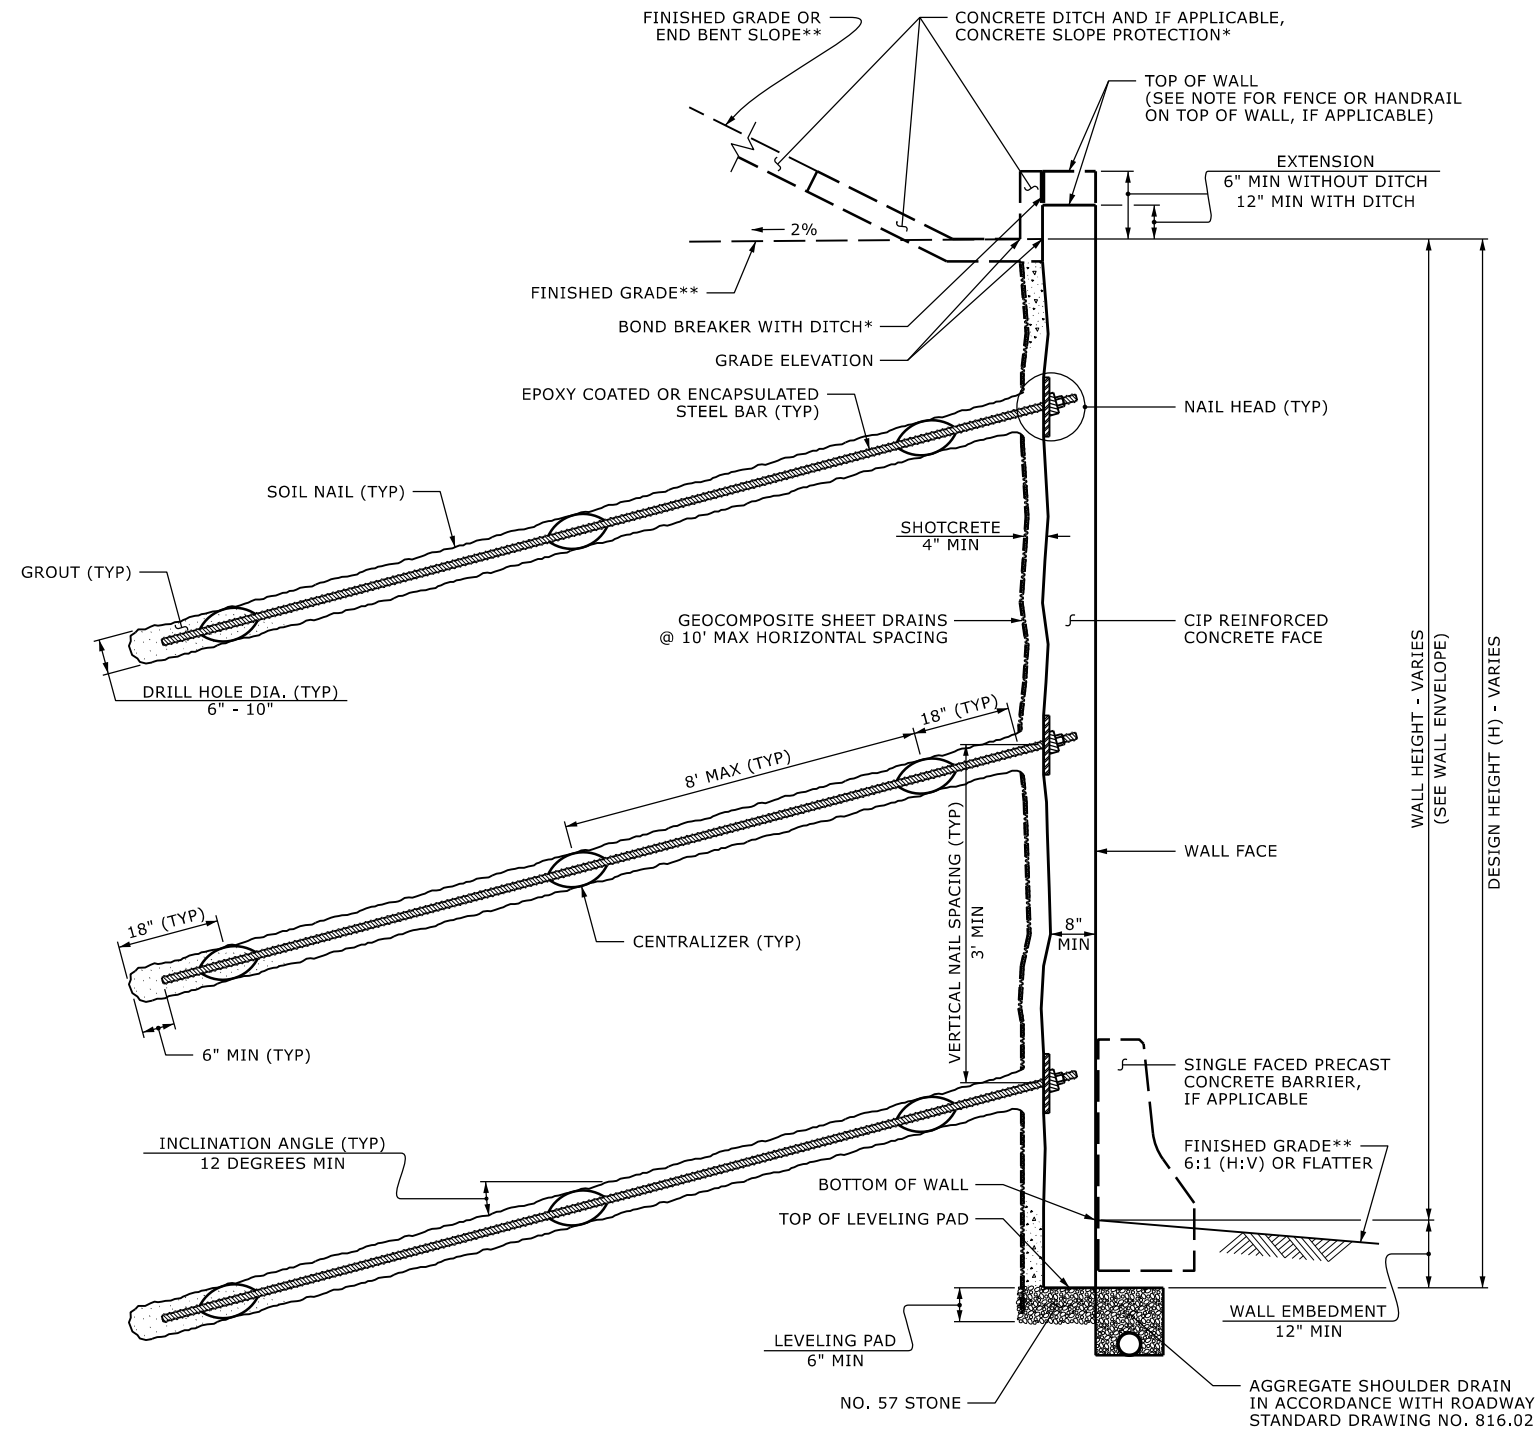 FINISHED GRADE OR
END BENT SLOPE**
CONCRETE DITCH AND IF APPLICABLE,
CONCRETE SLOPE PROTECTION*
TOP OF WALL
(SEE NOTE FOR FENCE OR HANDRAIL
ON TOP OF WALL, IF APPLICABLE)
EXTENSION
6" MIN WITHOUT DITCH
12" MIN WITH DITCH
2%
FINISHED GRADE**
BOND BREAKER WITH DITCH*
GRADE ELEVATION
EPOXY COATED OR ENCAPSULATED
STEEL BAR (TYP)
NAIL HEAD (TYP)
SOIL NAIL (TYP)
SHOTCRETE
4" MIN
GROUT (TYP)
GEOCOMPOSITE SHEET DRAINS
@ 10' MAX HORIZONTAL SPACING
CIP REINFORCED
CONCRETE FACE
DRILL HOLE DIA. (TYP)
6" - 10"
WALL HEIGHT - VARIES
(SEE WALL ENVELOPE)
DESIGN HEIGHT (H) - VARIES
18" (TYP)
8' MAX (TYP)
VERTICAL NAIL SPACING (TYP)
3' MIN
WALL FACE
18" (TYP)
CENTRALIZER (TYP)
8"
MIN
6" MIN (TYP)
SINGLE FACED PRECAST
CONCRETE BARRIER,
IF APPLICABLE
INCLINATION ANGLE (TYP)
12 DEGREES MIN
FINISHED GRADE**
6:1 (H:V) OR FLATTER
BOTTOM OF WALL
TOP OF LEVELING PAD
WALL EMBEDMENT
12" MIN
LEVELING PAD
6" MIN
NO. 57 STONE
AGGREGATE SHOULDER DRAIN
IN ACCORDANCE WITH ROADWAY
STANDARD DRAWING NO. 816.02